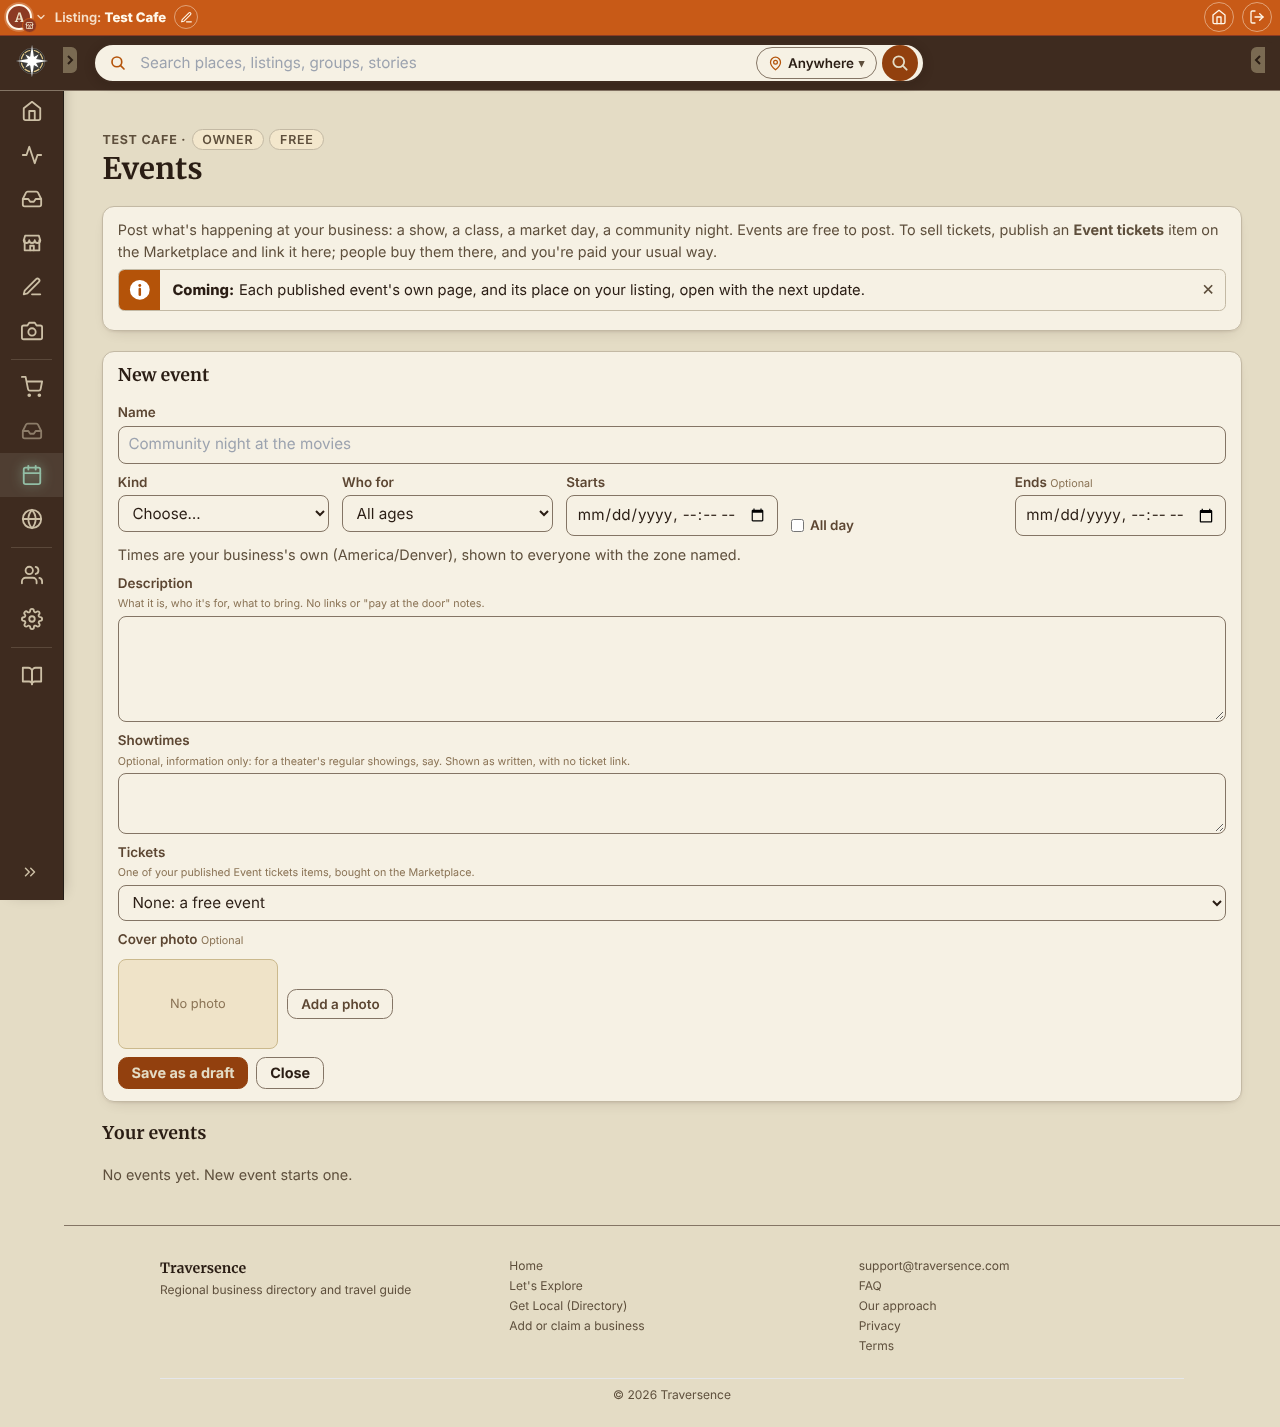 A
Listing: Test Cafe
Search places, listings, groups, stories
Anywhere ▾
TEST CAFE · OWNER FREE
Events
Post what's happening at your business: a show, a class, a market day, a community night. Events are free to post. To sell tickets, publish an Event tickets item on
the Marketplace and link it here; people buy them there, and you're paid your usual way.
Coming: Each published event's own page, and its place on your listing, open with the next update. ✕
New event
Name
Community night at the movies
Kind Who for Starts Ends Optional
Choose... All ages mm/dd/yyyy, --:-- -- All day mm/dd/yyyy, --:-- --
Times are your business's own (America/Denver), shown to everyone with the zone named.
Description
What it is, who it's for, what to bring. No links or "pay at the door" notes.
Showtimes
Optional, information only: for a theater's regular showings, say. Shown as written, with no ticket link.
Tickets
One of your published Event tickets items, bought on the Marketplace.
None: a free event
Cover photo Optional
No photo
Add a photo
Save as a draft Close
Your events
No events yet. New event starts one.
Traversence
Regional business directory and travel guide
Home
Let's Explore
Get Local (Directory)
Add or claim a business
support@traversence.com
FAQ
Our approach
Privacy
Terms
© 2026 Traversence